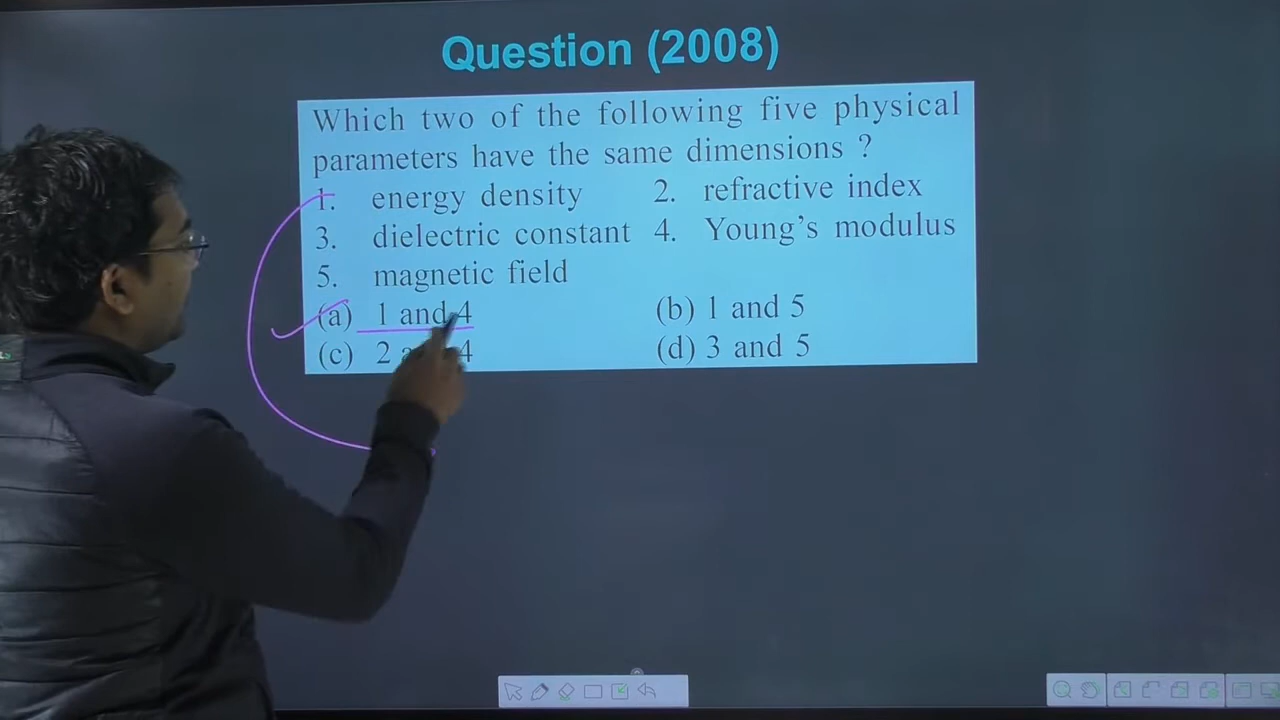 Question (2008)
Which two of the following five physical
parameters have the same dimensions ?
1. energy density 2. refractive index
3. dielectric constant 4. Young's modulus
5. magnetic field
(a) 1 and 4 (b) 1 and 5
(c) 2 4 (d) 3 and 5